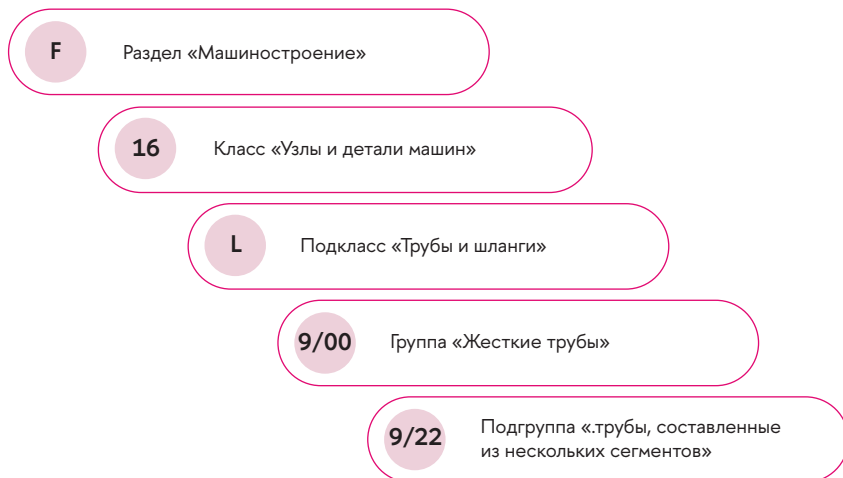 F
Раздел «Машиностроение»
16
Класс «Узлы и детали машин»
L
Подкласс «Трубы и шланги»
9/00
Группа «Жесткие трубы»
9/22
Подгруппа «.трубы, составленные
из нескольких сегментов»